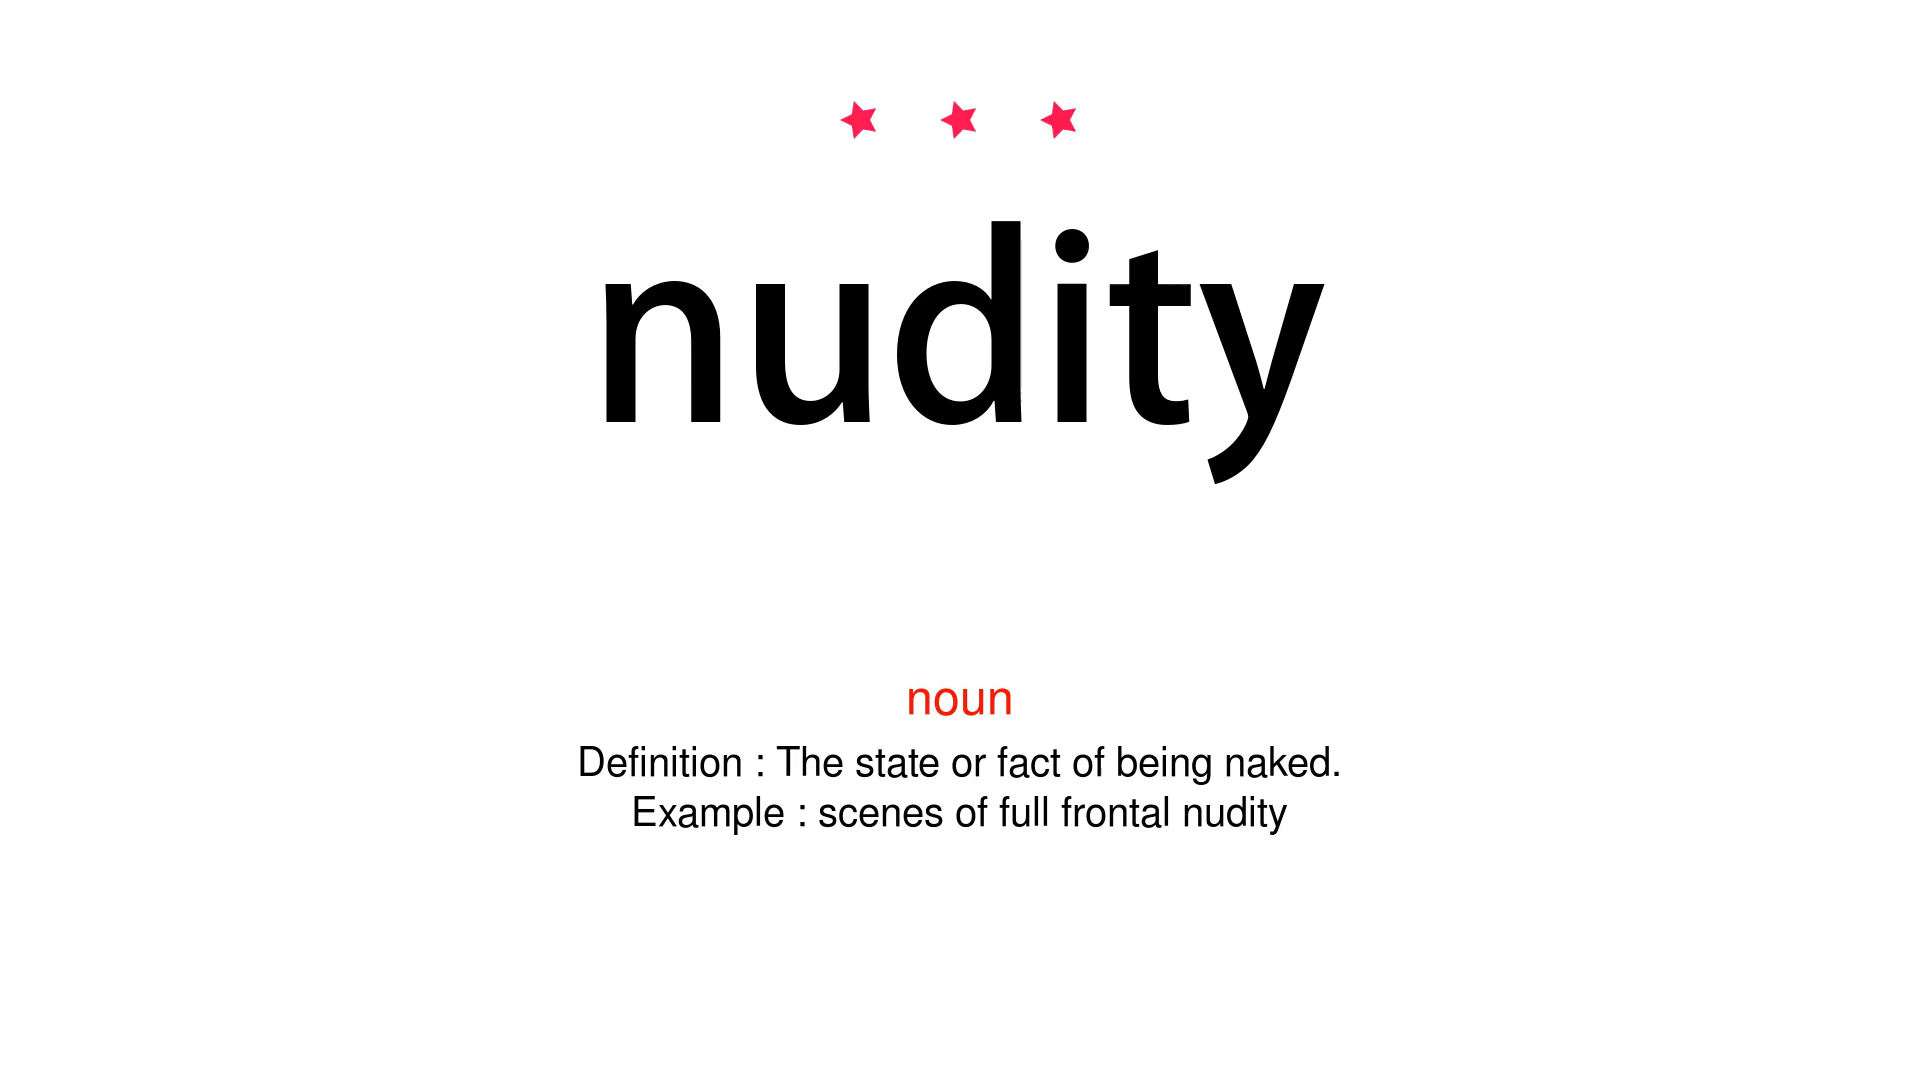 nudity
noun
Definition : The state or fact of being naked.
Example : scenes of full frontal nudity